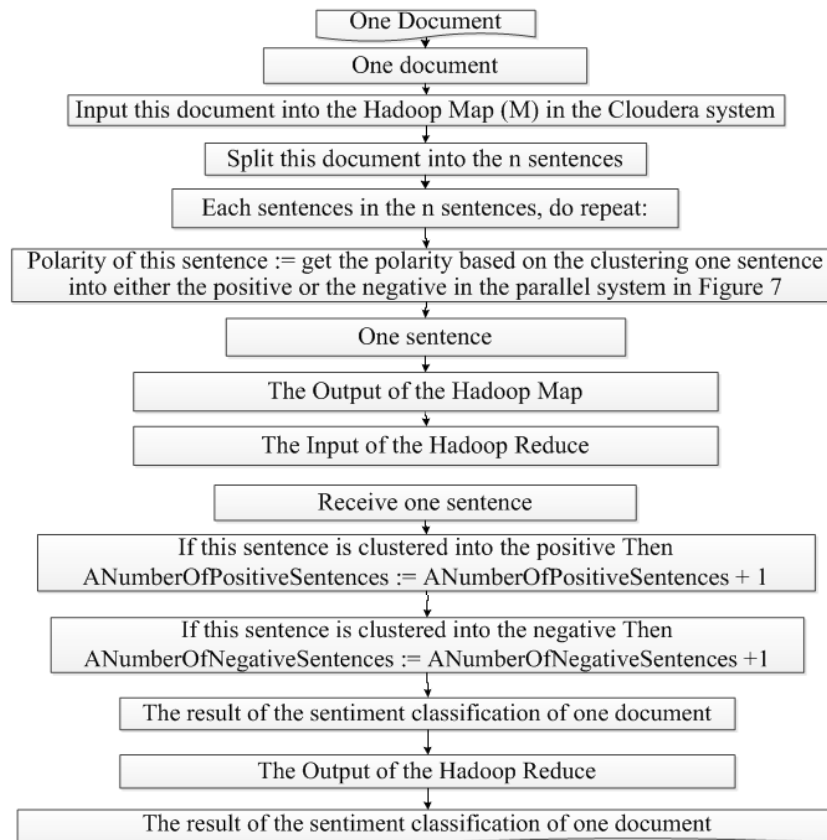 One Document
One document
Input this document into the Hadoop Map (M) in the Cloudera system
Split this document into the n sentences
Each sentences in the n sentences, do repeat:
Polarity of this sentence := get the polarity based on the clustering one sentence
into either the positive or the negative in the parallel system in Figure 7
One sentence
The Output of the Hadoop Map
The Input of the Hadoop Reduce
Receive one sentence
If this sentence is clustered into the positive Then
ANumberOfPositiveSentences := ANumberOfPositiveSentences + 1
If this sentence is clustered into the negative Then
ANumberOfNegativeSentences := ANumberOfNegativeSentences +1
The result of the sentiment classification of one document
The Output of the Hadoop Reduce
The result of the sentiment classification of one document